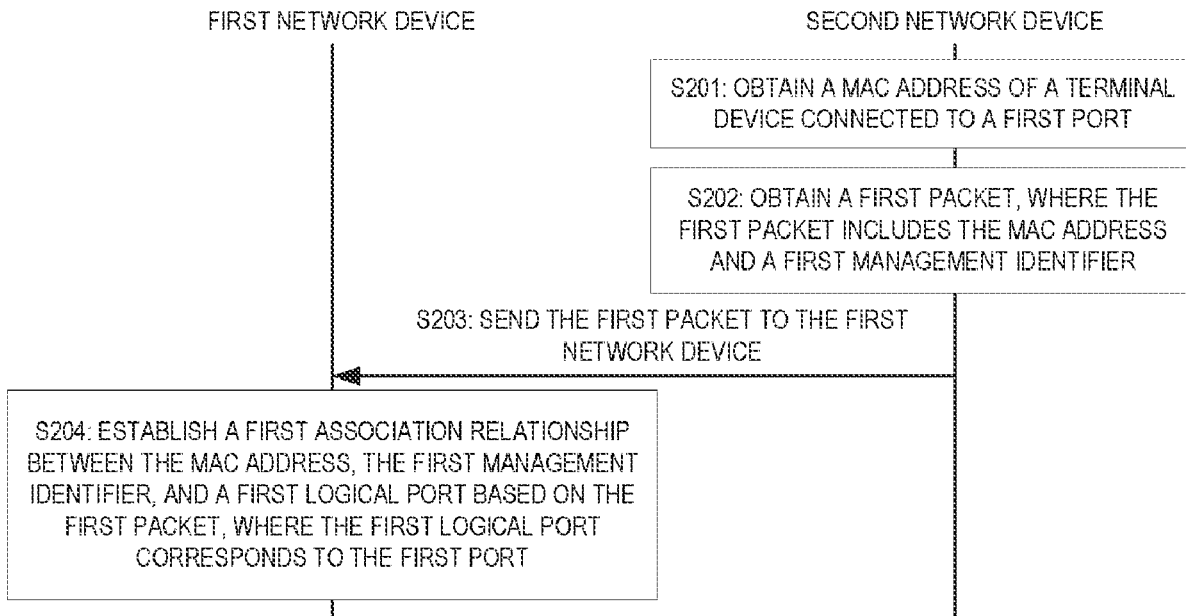 FIRST NETWORK DEVICE
SECOND NETWORK DEVICE
S201: OBTAIN A MAC ADDRESS OF A TERMINAL
DEVICE CONNECTED TO A FIRST PORT
S202: OBTAIN A FIRST PACKET, WHERE THE
FIRST PACKET INCLUDES THE MAC ADDRESS
AND A FIRST MANAGEMENT IDENTIFIER
S203: SEND THE FIRST PACKET TO THE FIRST
NETWORK DEVICE
S204: ESTABLISH A FIRST ASSOCIATION RELATIONSHIP
BETWEEN THE MAC ADDRESS, THE FIRST MANAGEMENT
IDENTIFIER, AND A FIRST LOGICAL PORT BASED ON THE
FIRST PACKET, WHERE THE FIRST LOGICAL PORT
CORRESPONDS TO THE FIRST PORT